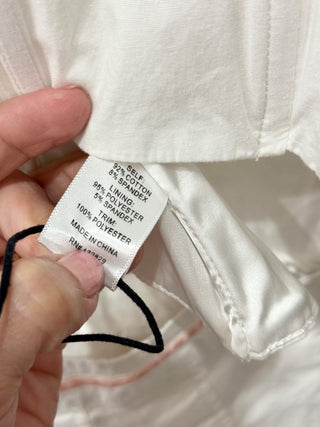 SELF:
92% COTTON
8% SPANDEX
LINING:
95% POLYESTER
5% SPANDEX
TRIM:
100% POLYESTER
MADE IN CHINA